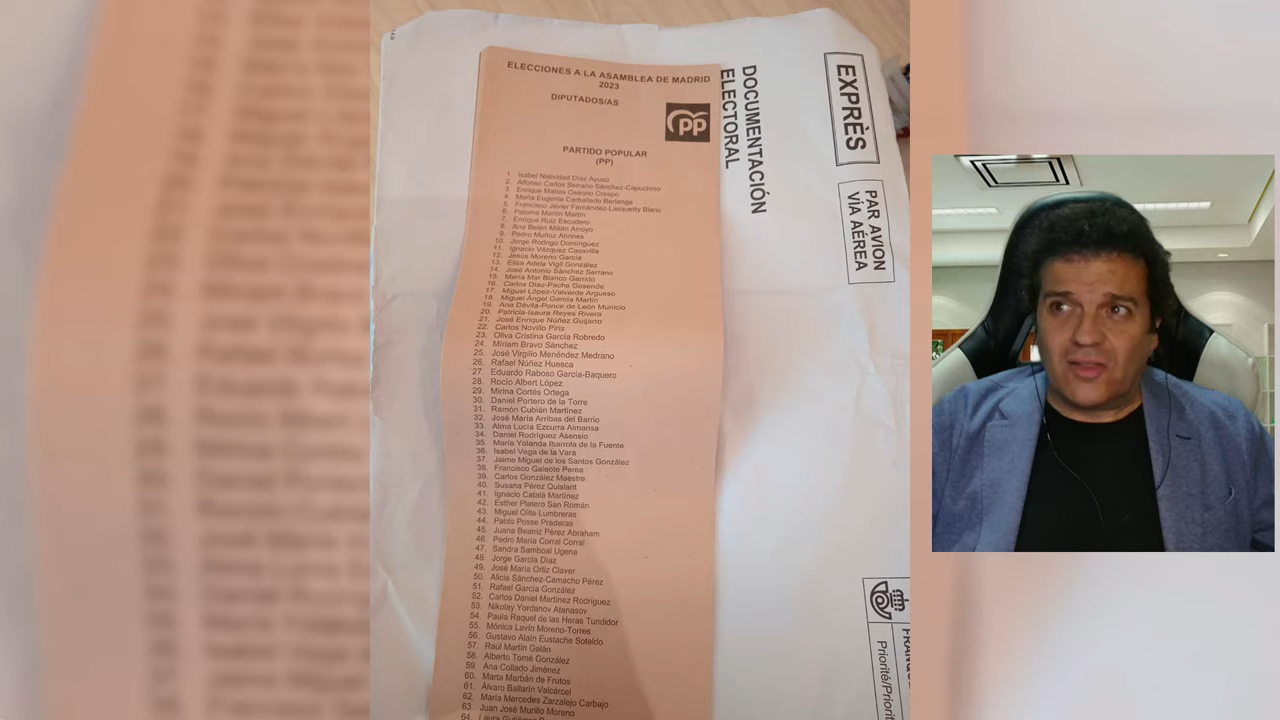 ELECCIONES A LA ASAMBLEA DE MADRID
2023
DIPUTADOS/AS
PP
PARTIDO POPULAR
(PP)
1. Isabel Natividad Díaz Ayuso
2. Alfonso Carlos Serrano Sánchez-Capuchino
3. Enrique Matías Ossorio Crespo
4. María Eugenia Carballedo Berlanga
5. Francisco Javier Fernández-Lasquetty Blanc
6. Paloma Martín Martín
7. Enrique Ruiz Escudero
8. Ana Belén Millán Arroyo
9. Pedro Muñoz Abrines
10. Jorge Rodrigo Domínguez
11. Ignacio Vázquez Casavilla
12. Jesús Moreno García
13. Elisa Adela Vigil González
14. José Antonio Sánchez Serrano
15. María Mar Blanco Garrido
16. Carlos Díaz-Pache Gosende
17. Miguel López-Valverde Argüeso
18. Miguel Ángel García Martín
19. Ana Dávila-Ponce de León Municio
20. Patricia-Isaura Reyes Rivera
21. José Enrique Núñez Guijarro
22. Carlos Novillo Piris
23. Oliva Cristina García Robredo
24. Míriam Bravo Sánchez
25. José Virgilio Menéndez Medrano
26. Rafael Núñez Huesca
27. Eduardo Raboso García-Baquero
28. Rocío Albert López
29. Mirina Cortés Ortega
30. Daniel Portero de la Torre
31. Ramón Cubián Martínez
32. José María Arribas del Barrio
33. Alma Lucía Ezcurra Almansa
34. Daniel Rodríguez Asensio
35. María Yolanda Ibarrola de la Fuente
36. Isabel Vega de la Vara
37. Jaime Miguel de los Santos González
38. Francisco Galeote Perea
39. Carlos González Maestre
40. Susana Pérez Quislant
41. Ignacio Catalá Martínez
42. Esther Platero San Román
43. Miguel Oite Lumbreras
44. Pablo Posse Praderas
45. Juana Beatriz Pérez Abraham
46. Pedro María Corral Corral
47. Sandra Samboal Ugena
48. Jorge García Díaz
49. José María Ortiz Claver
50. Alicia Sánchez-Camacho Pérez
51. Rafael García González
52. Carlos Daniel Martínez Rodríguez
53. Nikolay Yordanov Atanasov
54. Paula Raquel de las Heras Tundidor
55. Mónica Lavín Moreno-Torres
56. Gustavo Alain Eustache Soteldo
57. Raúl Martín Galán
58. Alberto Tomé González
59. Ana Collado Jiménez
60. Marta Marbán de Frutos
61. Álvaro Ballarín Valcárcel
62. María Mercedes Zarzalejo Carbajo
63. Juan José Murillo Moreno
64. Laura
DOCUMENTACIÓN
ELECTORAL
EXPRÈS
PAR AVION
VÍA AÉREA
Priorité/